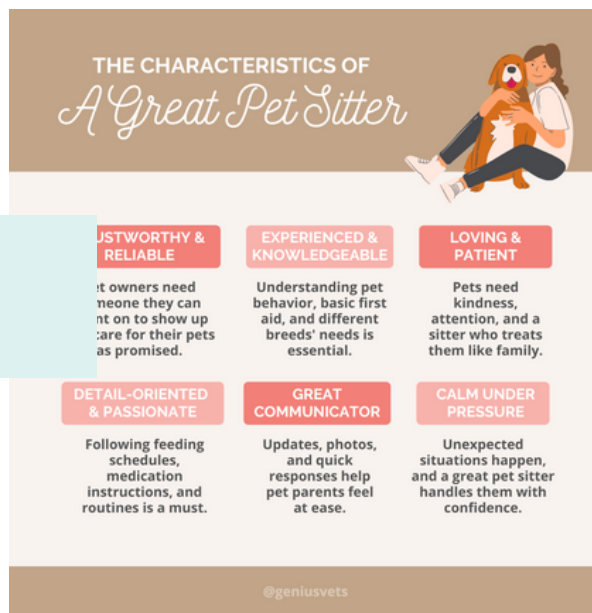 THE CHARACTERISTICS OF
A Great Pet Sitter
& 
RELIABLE
owners need
they can
on to show up
care for their pets
as promised.
EXPERIENCED &
KNOWLEDGEABLE
Understanding pet
behavior, basic first
aid, and different
breeds' needs is
essential.
LOVING &
PATIENT
Pets need
kindness,
attention, and a
sitter who treats
them like family.
DETAIL-ORIENTED
& PASSIONATE
Following feeding
schedules,
medication
instructions, and
routines is a must.
GREAT
COMMUNICATOR
Updates, photos,
and quick
responses help
pet parents feel
at ease.
CALM UNDER
PRESSURE
Unexpected
situations happen,
and a great pet sitter
handles them with
confidence.
@geniusvets